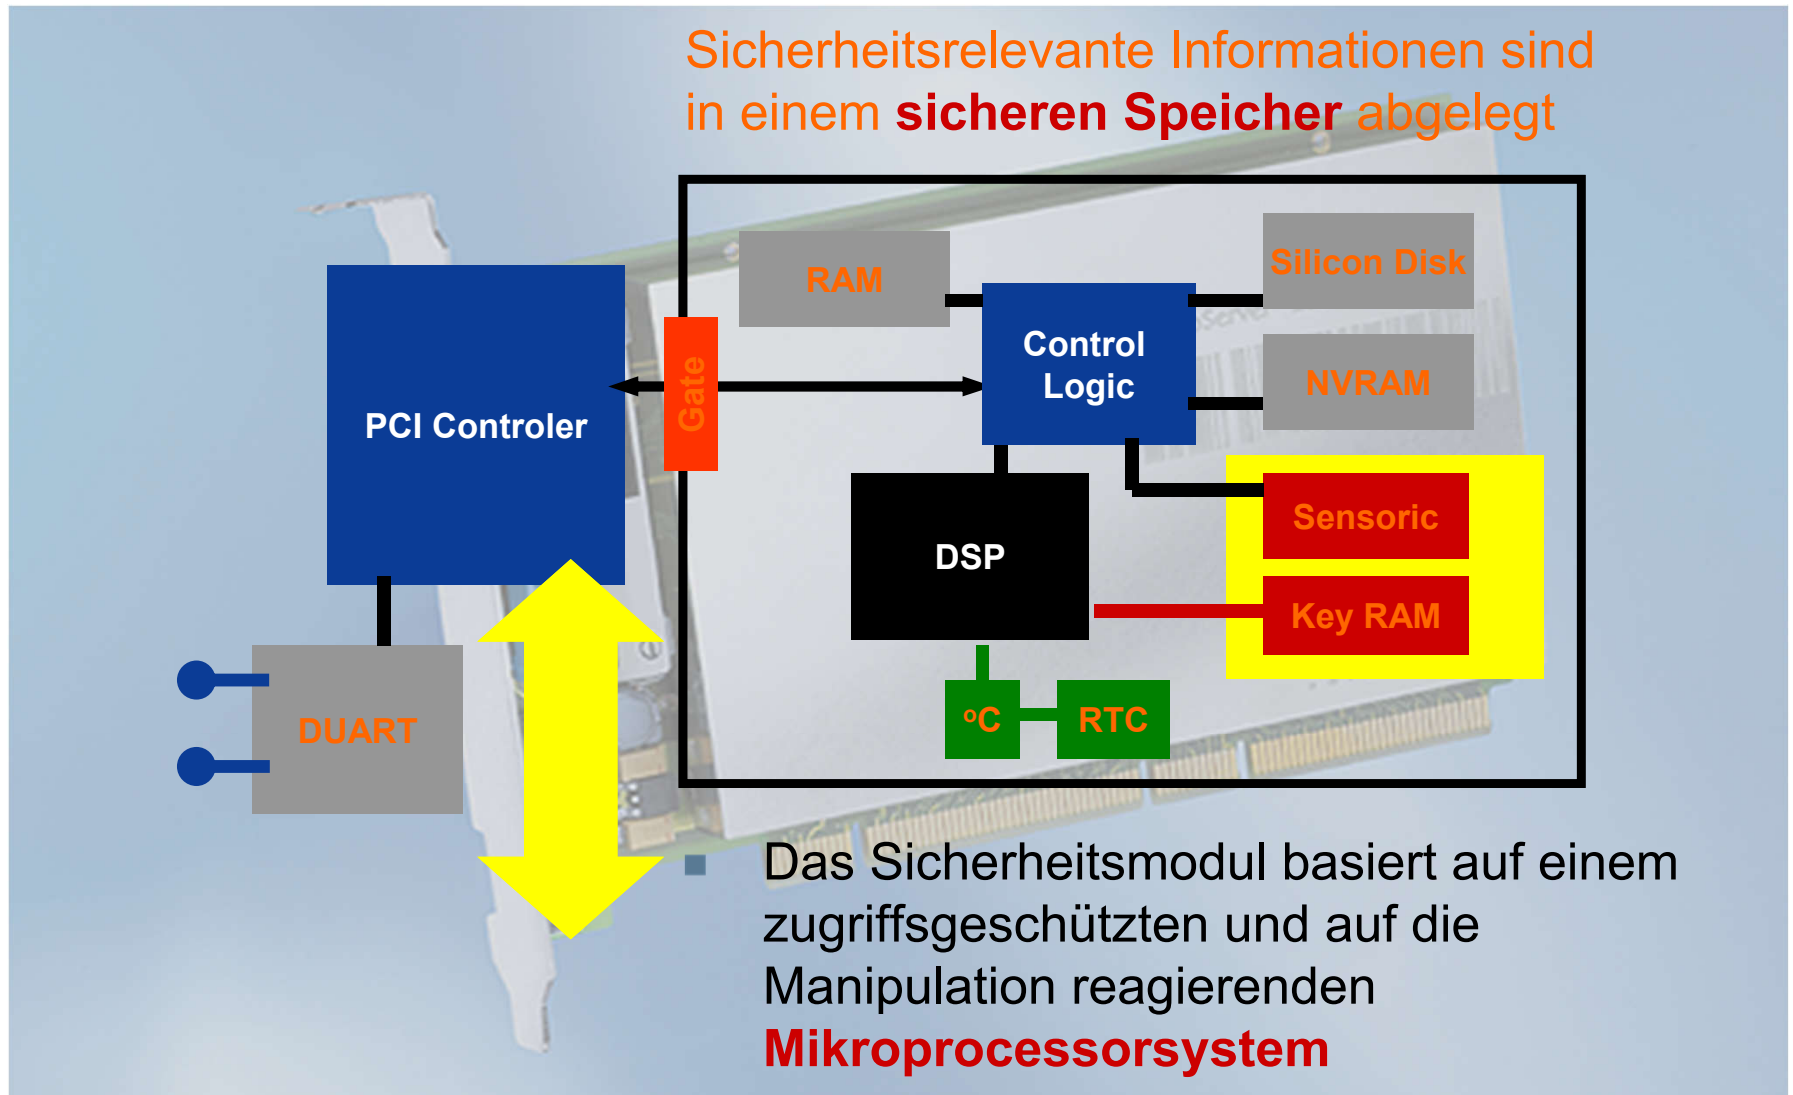 Sicherheitsrelevante Informationen sind
in einem sicheren Speicher abgelegt
Silicon Disk
RAM
Control
Logic
NVRAM
Gate
PCI Controler
Sensoric
DSP
Key RAM
DUART
ºC
RTC
Das Sicherheitsmodul basiert auf einem
zugriffsgeschützten und auf die
Manipulation reagierenden
Mikroprocessorsystem